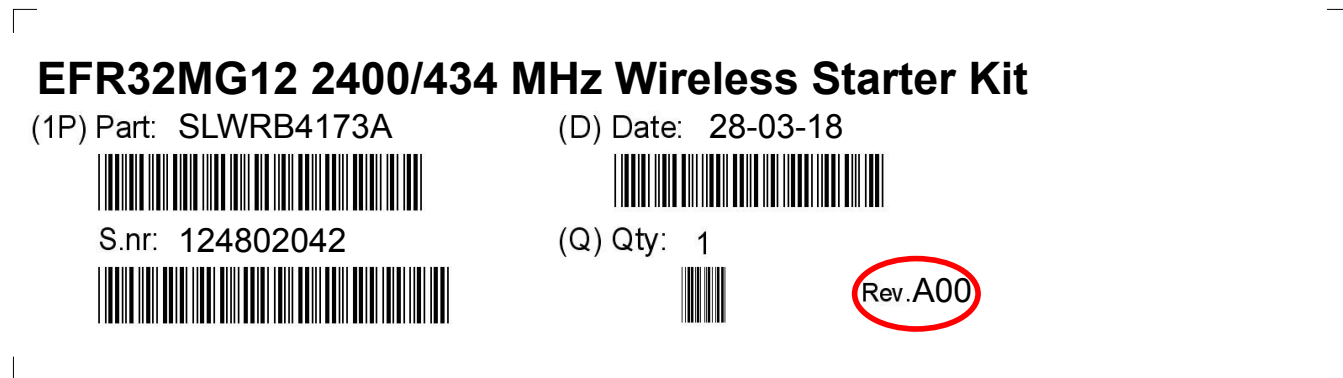 EFR32MG12 2400/434 MHz Wireless Starter Kit
(1P) Part: SLWRB4173A (D) Date: 28-03-18
S.nr: 124802042 (Q) Qty: 1
Rev.A00